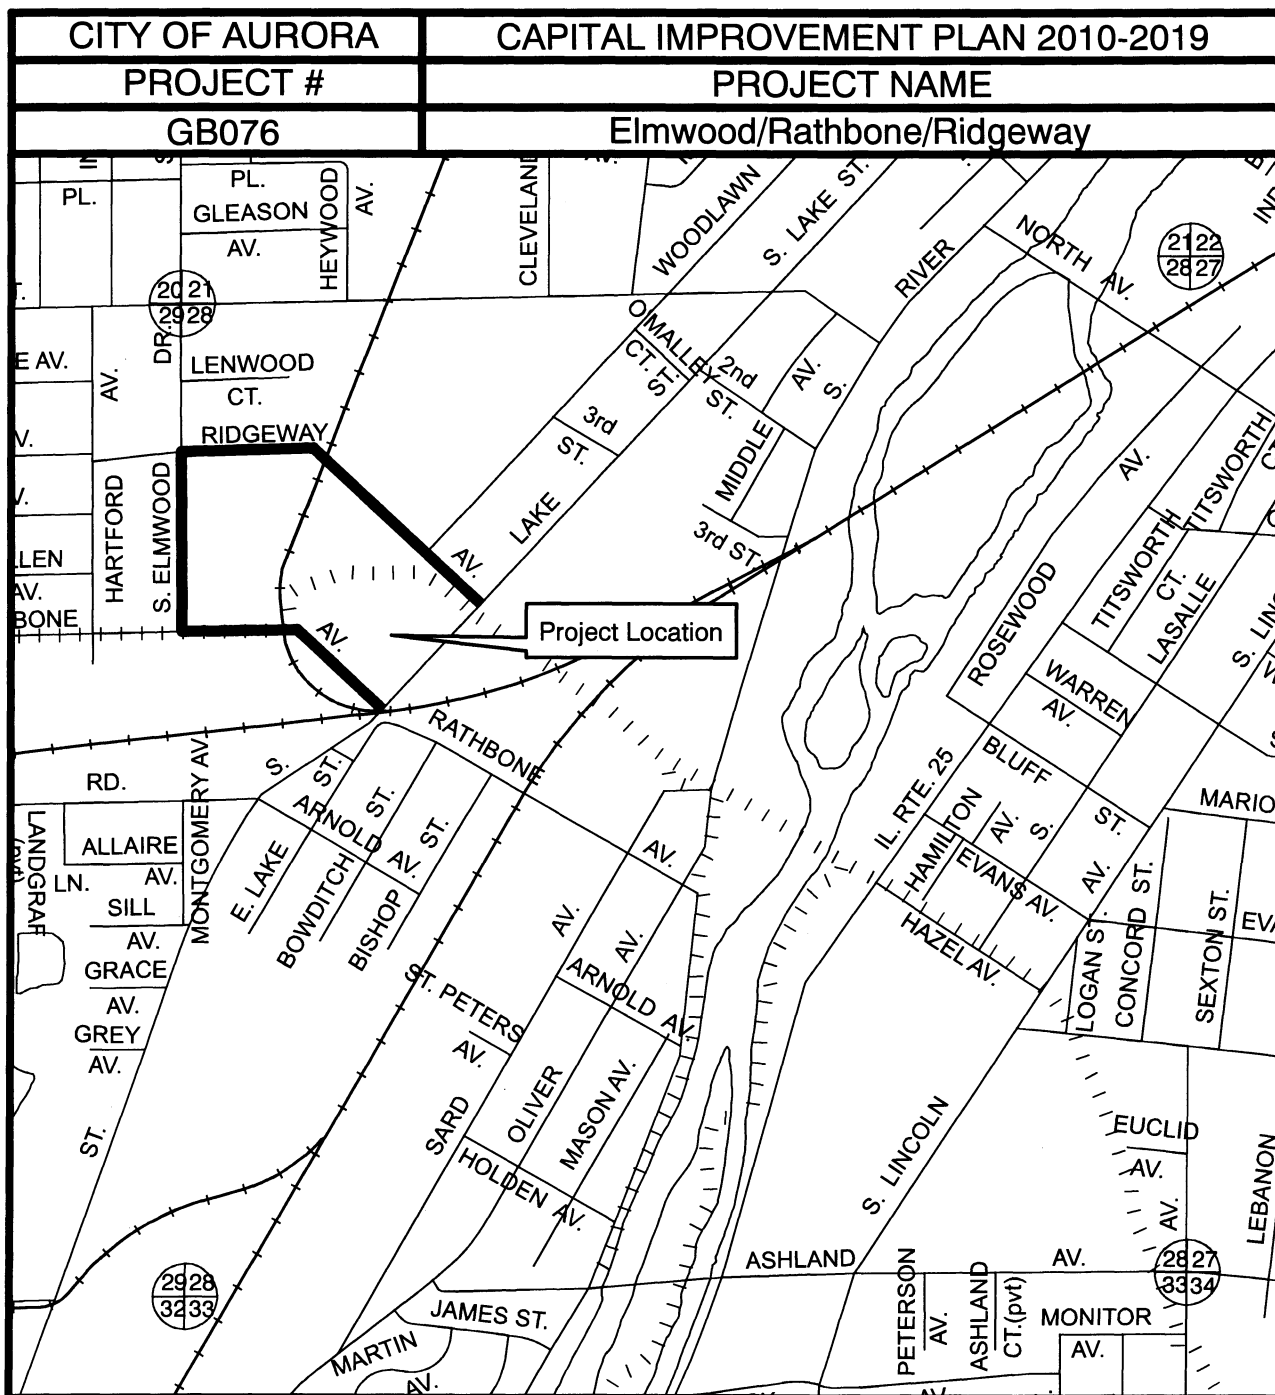 CITY OF AURORA
CAPITAL IMPROVEMENT PLAN 2010-2019
PROJECT #
PROJECT NAME
GB076
Elmwood/Rathbone/Ridgeway
PL.
PL.
GLEASON
AV.
HEYWOOD
AV.
CLEVELAND
WOODLAWN
S. LAKE ST.
RIVER
NORTH AV.
21 22
28 27
20 21
29 28
DR.
E AV.
AV.
LENWOOD
CT.
O'MALLEY
CT.
ST.
2nd
ST.
AV.
S.
3rd
ST.
MIDDLE
RIDGEWAY
V.
V.
HARTFORD
S. ELMWOOD
LAKE
AV.
3rd ST.
LLEN
AV.
BONE
AV.
Project Location
AV.
TITSWORTH
CT.
TITSWORTH
CT.
LASALLE
ROSEWOOD
S. LINC
WARREN
AV.
RATHBONE
AV.
IL. RTE. 25
BLUFF
ST.
MARIO
S.
ST.
RD.
MONTGOMERY AV.
LANDGRAF
(pvt)
LN.
ALLAIRE
AV.
SILL
AV.
GRACE
AV.
GREY
AV.
ST.
ARNOLD AV.
ST.
ST.
E. LAKE
BOWDITCH
BISHOP
HAMILTON
AV.
S.
AV.
EVANS AV.
HAZEL AV.
LOGAN ST.
CONCORD ST.
SEXTON ST.
EVA
AV.
AV.
ARNOLD AV.
ST. PETERS
AV.
SARD
OLIVER
MASON AV.
HOLDEN AV.
S. LINCOLN
EUCLID
AV.
AV.
LEBANON
ASHLAND
AV.
28 27
33 34
29 28
32 33
JAMES ST.
MARTIN
AV.
PETERSON
AV.
ASHLAND
CT.(pvt)
MONITOR
AV.
AV.